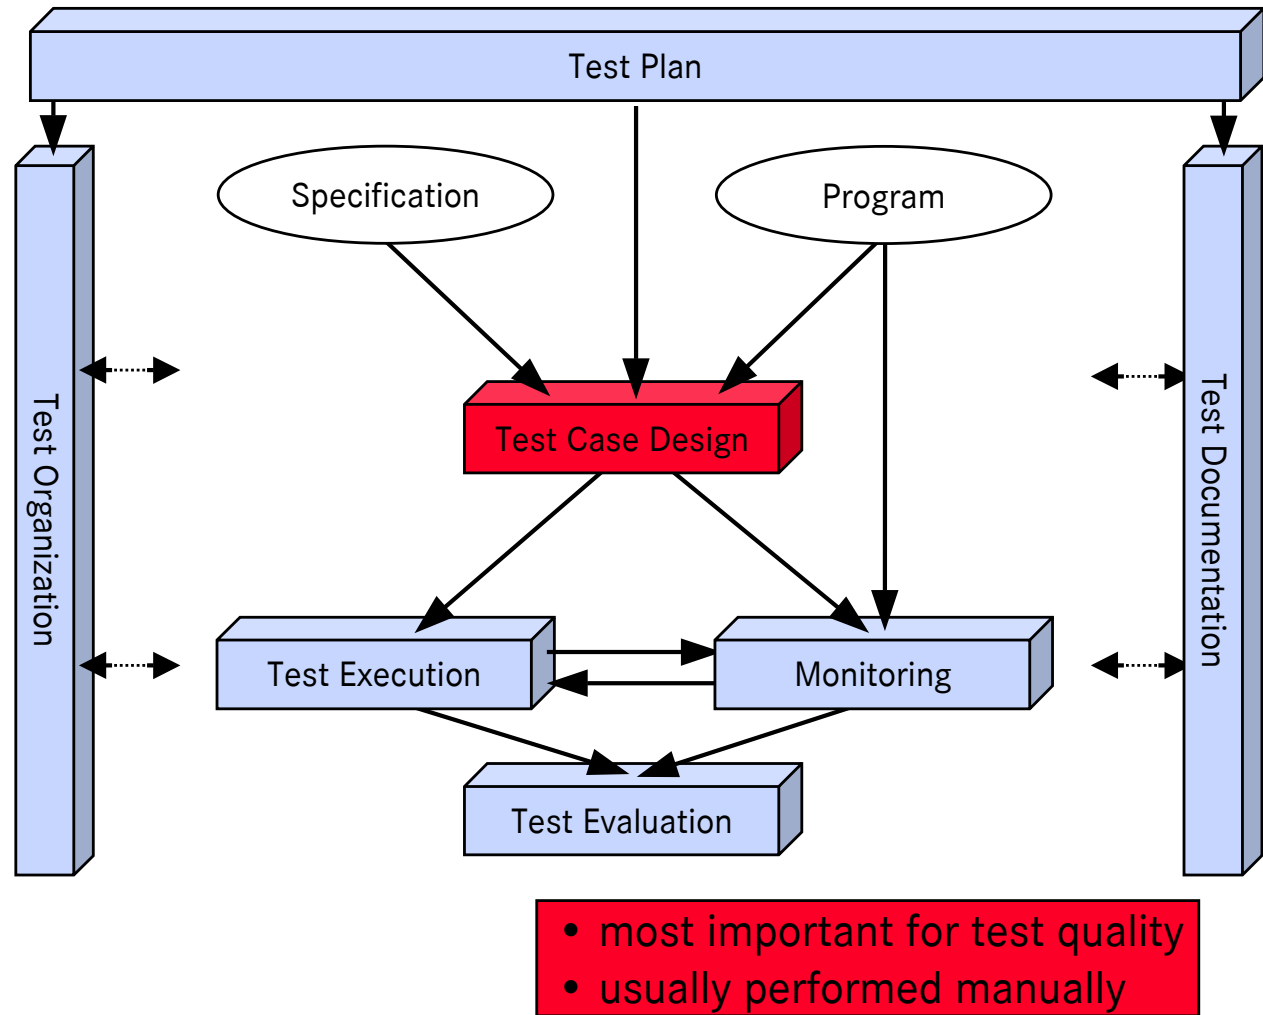 Test Plan
Specification
Program
Test Organization
Test Documentation
Test Case Design
Test Execution
Monitoring
Test Evaluation
• most important for test quality
• usually performed manually